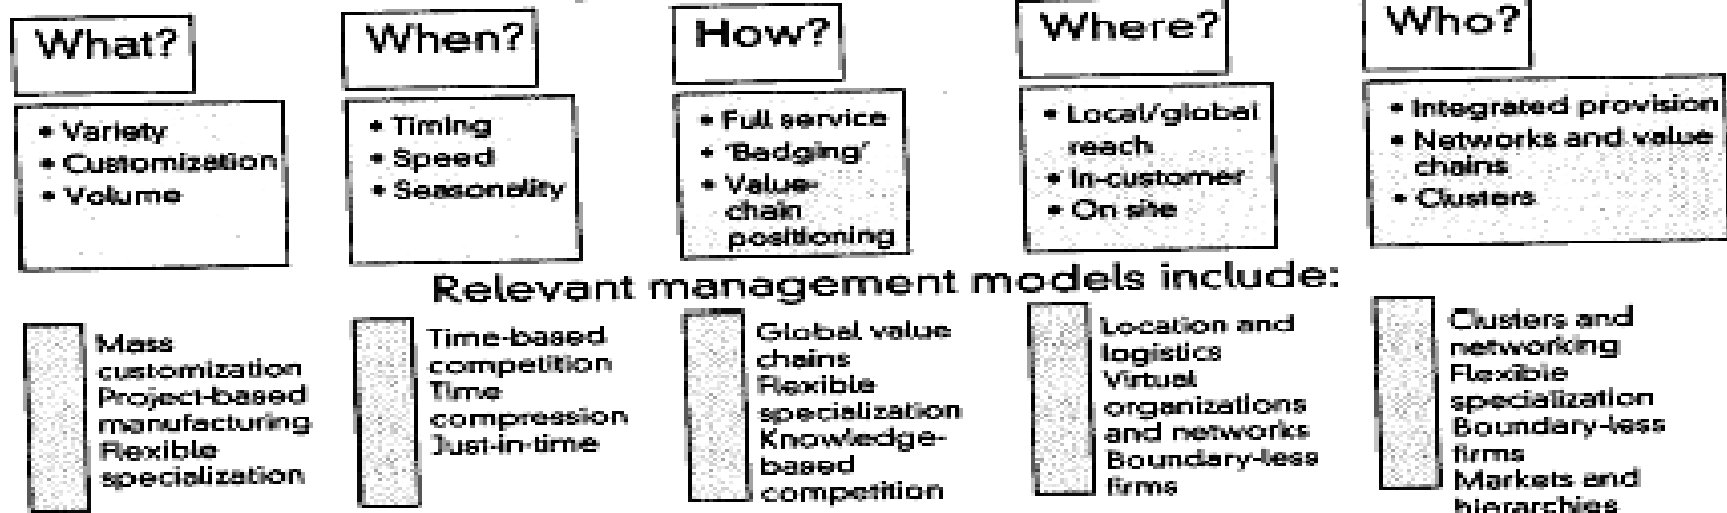 What?
• Variety
• Customization
• Volume
When?
• Timing
• Speed
• Seasonality
How?
• Full service
• 'Badging'
• Value-
chain
positioning
Where?
• Local/global
reach
• In-customer
• On site
Who?
• Integrated provision
• Networks and value
chains
• Clusters
Relevant management models include:
Mass
customization
Project-based
manufacturing
Flexible
specialization
Time-based
competition
Time
compression
Just-in-time
Global value
chains
Flexible
specialization
Knowledge-
based
competition
Location and
logistics
Virtual
organizations
and networks
Boundary-less
firms
Clusters and
networking
Flexible
specialization
Boundary-less
firms
Markets and
hierarchies